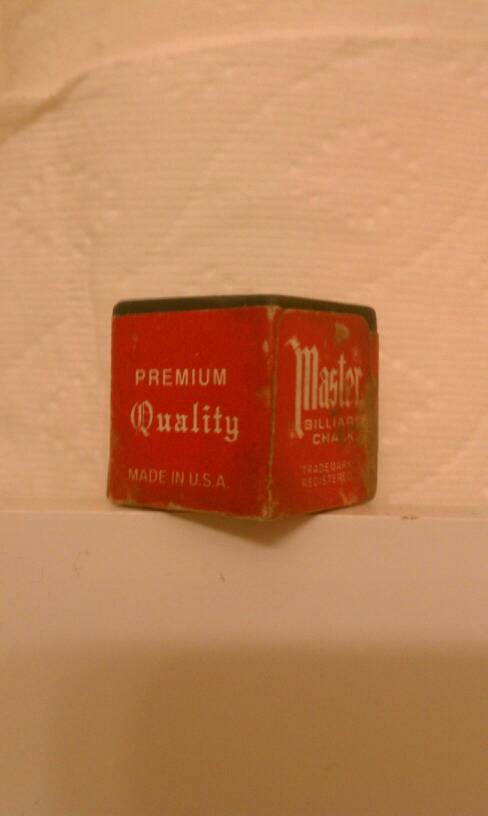 PREMIUM
Quality
MADE IN U.S.A.
Master
BILLIARD
CHALK
TRADEMARK
REGISTERED